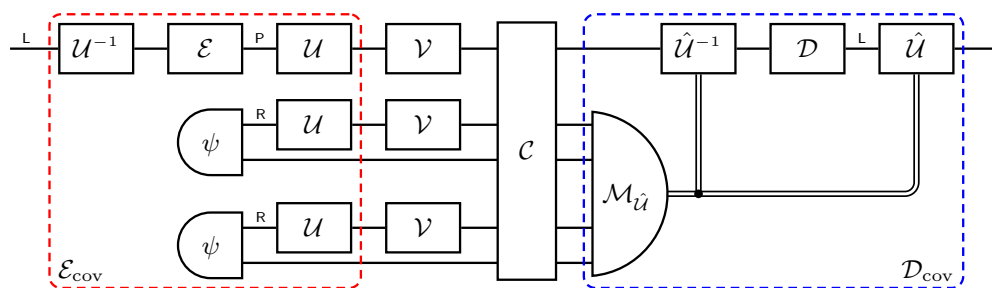 L 𝒰⁻¹ ℰ P 𝒰 𝒱 𝒰̂⁻¹ 𝒟 L 𝒰̂
ψ R 𝒰 𝒱
𝒞
ℳ_𝒰̂
ψ R 𝒰 𝒱
ℰ_cov 𝒟_cov